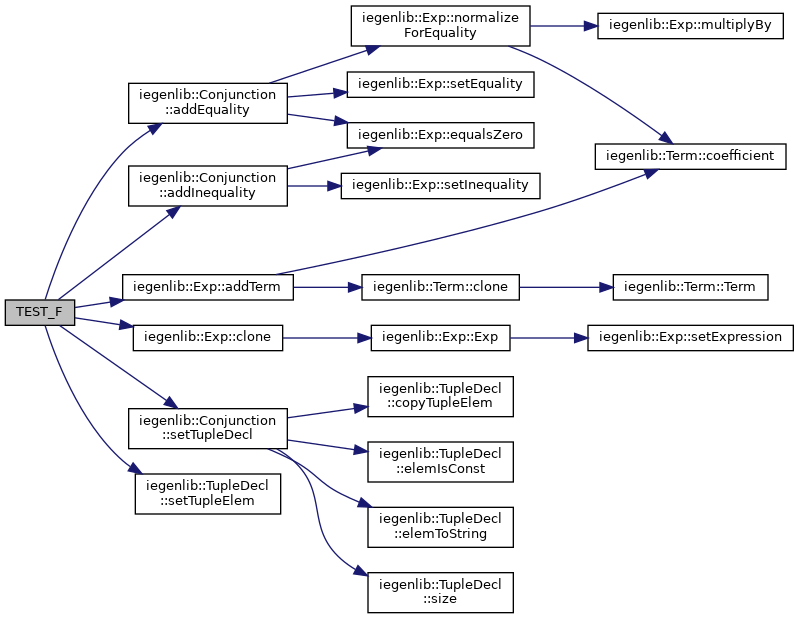 iegenlib::Exp::normalize
ForEquality
iegenlib::Exp::multiplyBy
iegenlib::Conjunction
::addEquality
iegenlib::Exp::setEquality
iegenlib::Exp::equalsZero
iegenlib::Term::coefficient
iegenlib::Conjunction
::addInequality
iegenlib::Exp::setInequality
iegenlib::Exp::addTerm
iegenlib::Term::clone
iegenlib::Term::Term
TEST_F
iegenlib::Exp::clone
iegenlib::Exp::Exp
iegenlib::Exp::setExpression
iegenlib::Conjunction
::setTupleDecl
iegenlib::TupleDecl
::copyTupleElem
iegenlib::TupleDecl
::elemIsConst
iegenlib::TupleDecl
::setTupleElem
iegenlib::TupleDecl
::elemToString
iegenlib::TupleDecl
::size